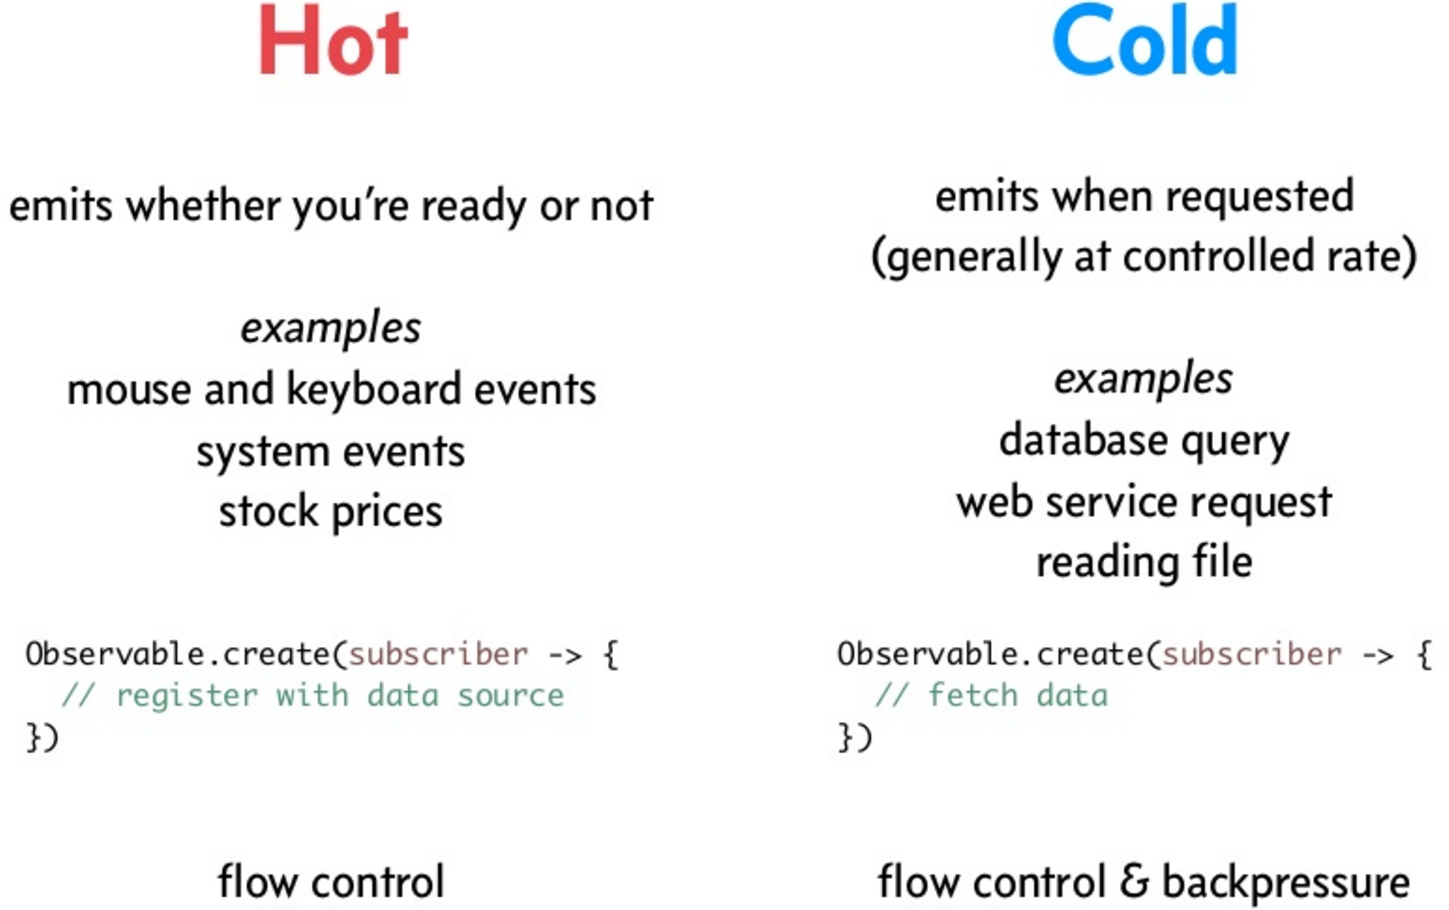 Hot
emits whether you're ready or not
examples
mouse and keyboard events
system events
stock prices
Observable.create(subscriber -> {
  // register with data source
})
flow control
Cold
emits when requested
(generally at controlled rate)
examples
database query
web service request
reading file
Observable.create(subscriber -> {
  // fetch data
})
flow control & backpressure